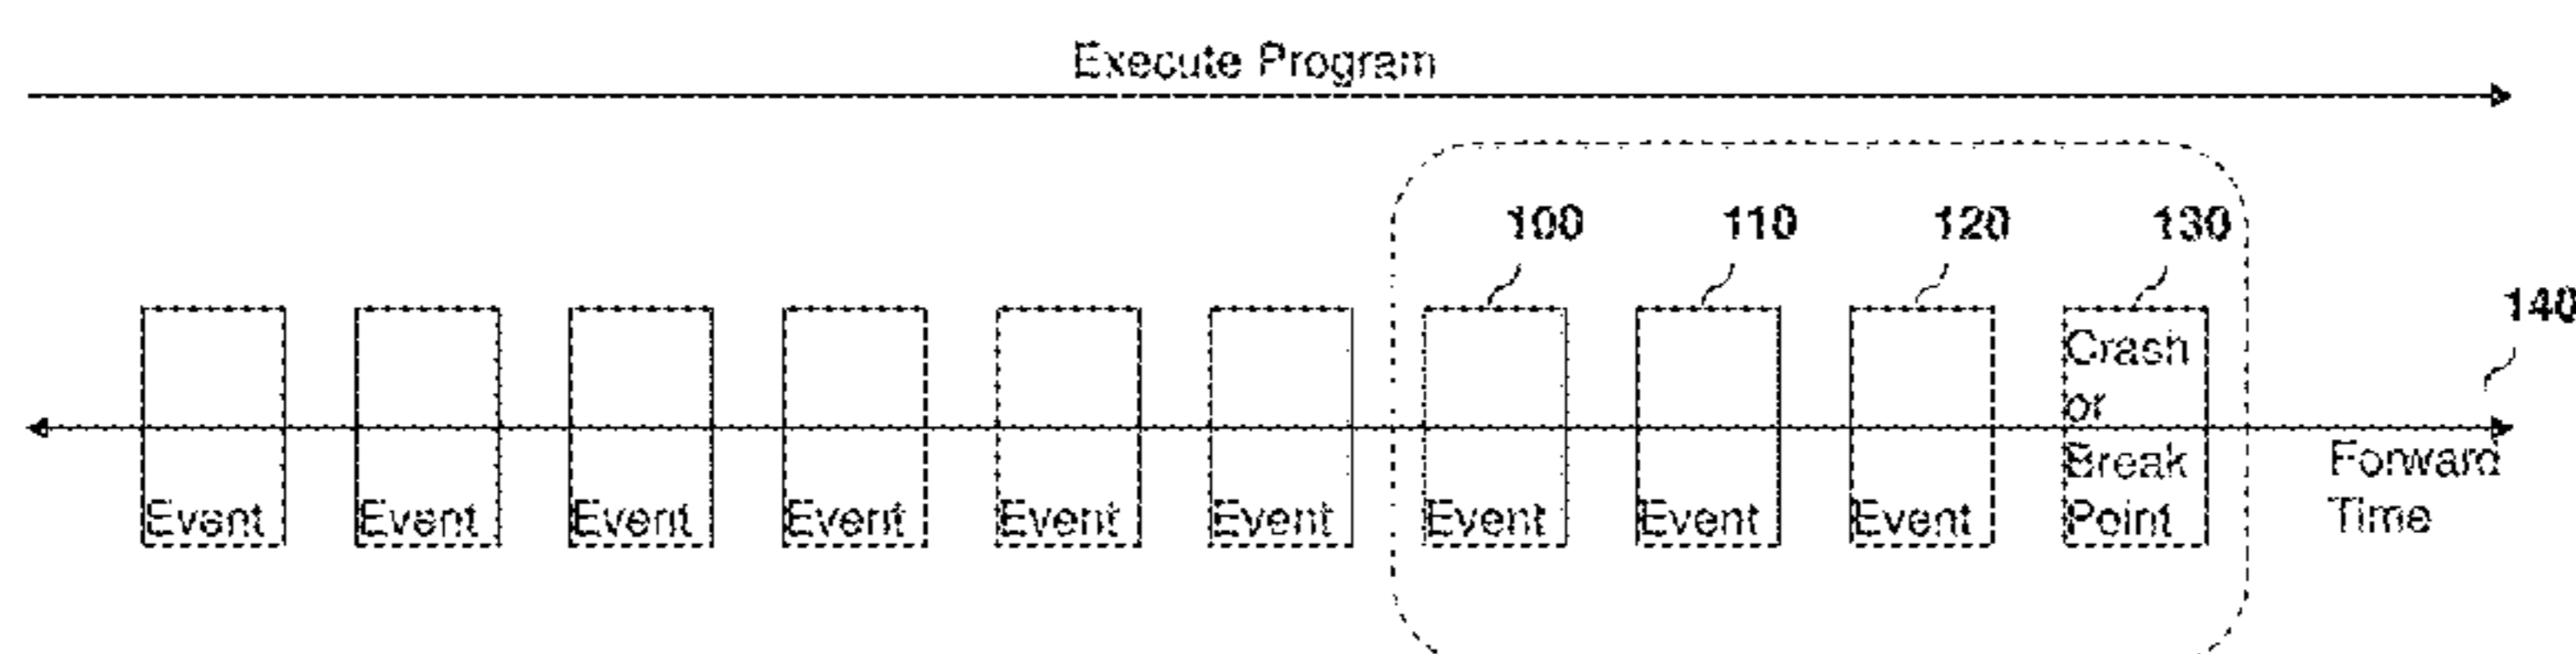 Execute Program
100 110 120 130
140
Crash
or
Break
Point
Event Event Event Event Event Event Event Event Event
Forward
Time